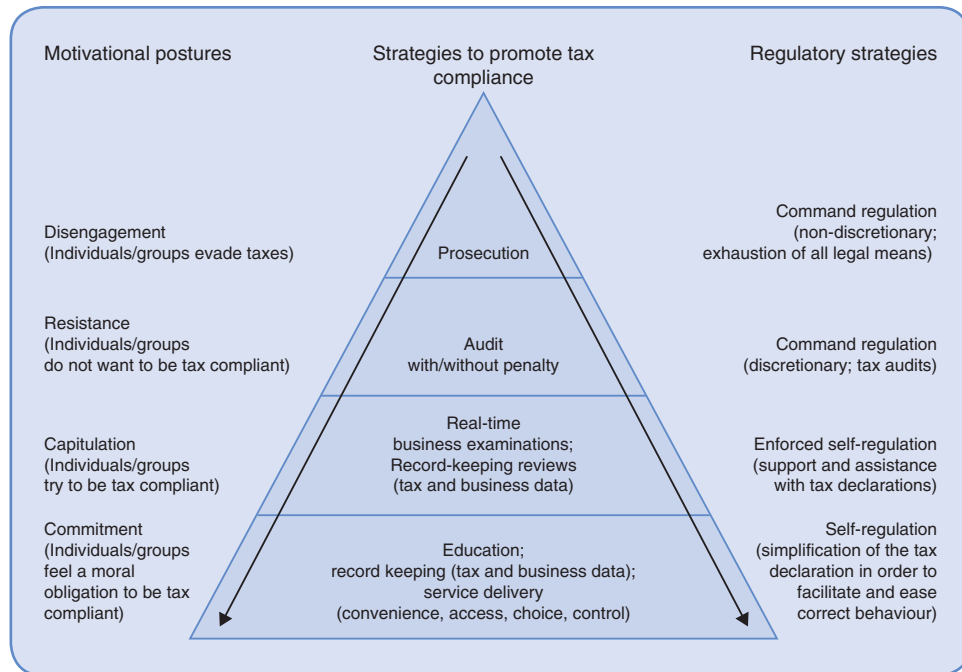 Motivational postures
Strategies to promote tax
compliance
Regulatory strategies
Disengagement
(Individuals/groups evade taxes)
Prosecution
Command regulation
(non-discretionary;
exhaustion of all legal means)
Resistance
(Individuals/groups
do not want to be tax compliant)
Audit
with/without penalty
Command regulation
(discretionary; tax audits)
Capitulation
(Individuals/groups
try to be tax compliant)
Real-time
business examinations;
Record-keeping reviews
(tax and business data)
Enforced self-regulation
(support and assistance
with tax declarations)
Commitment
(Individuals/groups
feel a moral
obligation to be tax
compliant)
Education;
record keeping (tax and business data);
service delivery
(convenience, access, choice, control)
Self-regulation
(simplification of the tax
declaration in order to
facilitate and ease
correct behaviour)